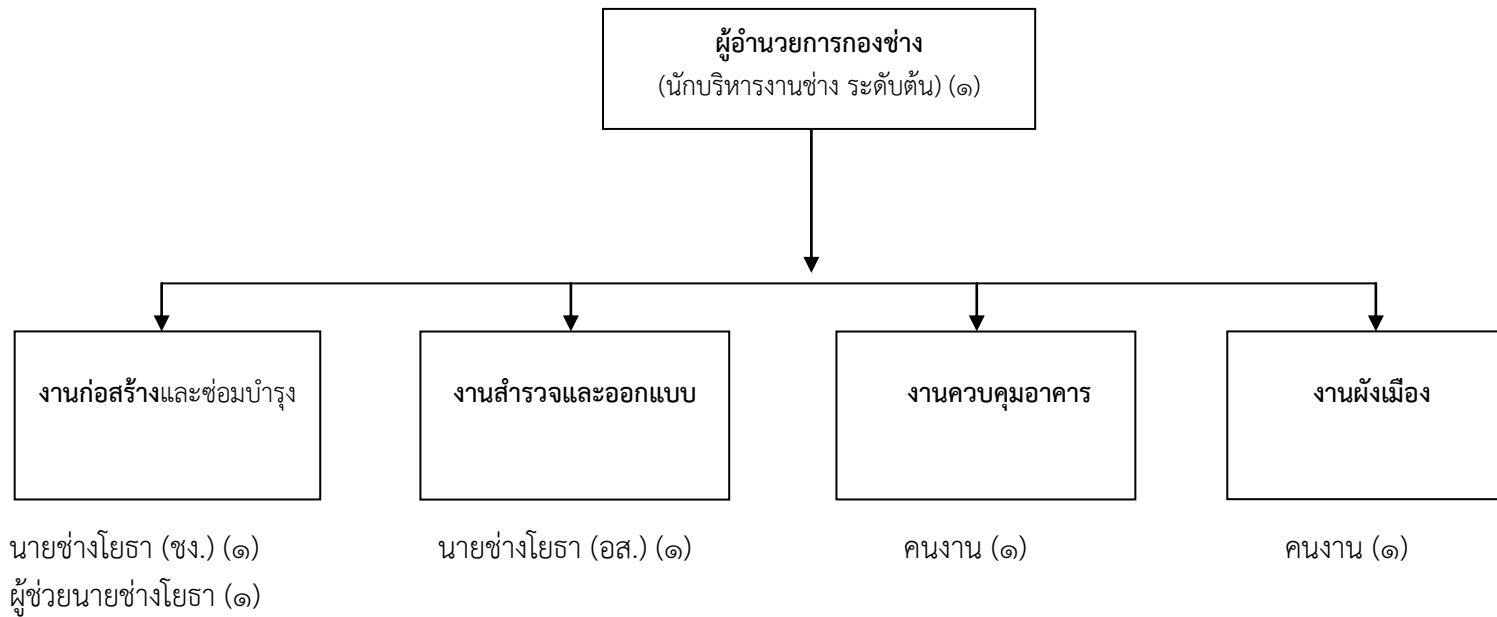 ผู้อำนวยการกองช่าง
(นักบริหารงานช่าง ระดับต้น) (๑)
งานก่อสร้างและซ่อมบำรุง
งานสำรวจและออกแบบ
งานควบคุมอาคาร
งานผังเมือง
นายช่างโยธา (ชง.) (๑)
นายช่างโยธา (อส.) (๑)
คนงาน (๑)
คนงาน (๑)
ผู้ช่วยนายช่างโยธา (๑)